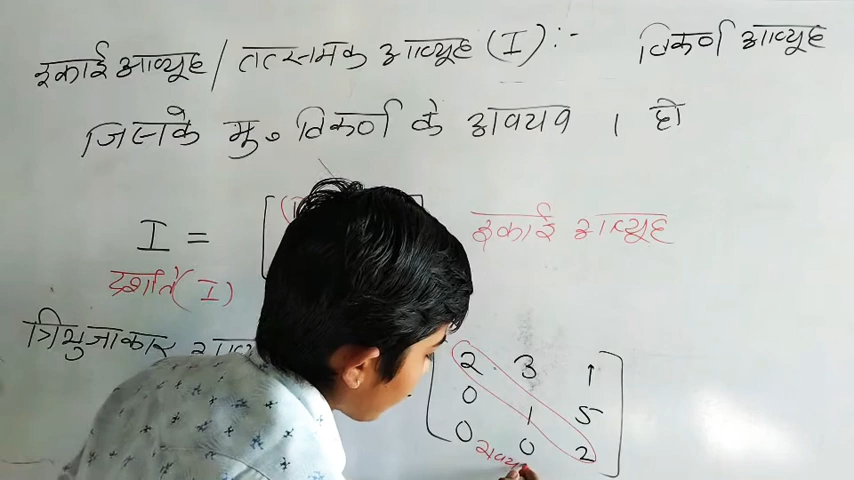 इकाई आव्यूह / तत्समक आव्यूह (I) :- विकर्ण आव्यूह
जिसके मु॰ विकर्ण के अवयव 1 हो
I = [ इकाई आव्यूह
दर्शाते (I)
त्रिभुजाकार
2 3 1
0 1 5
0 0 2